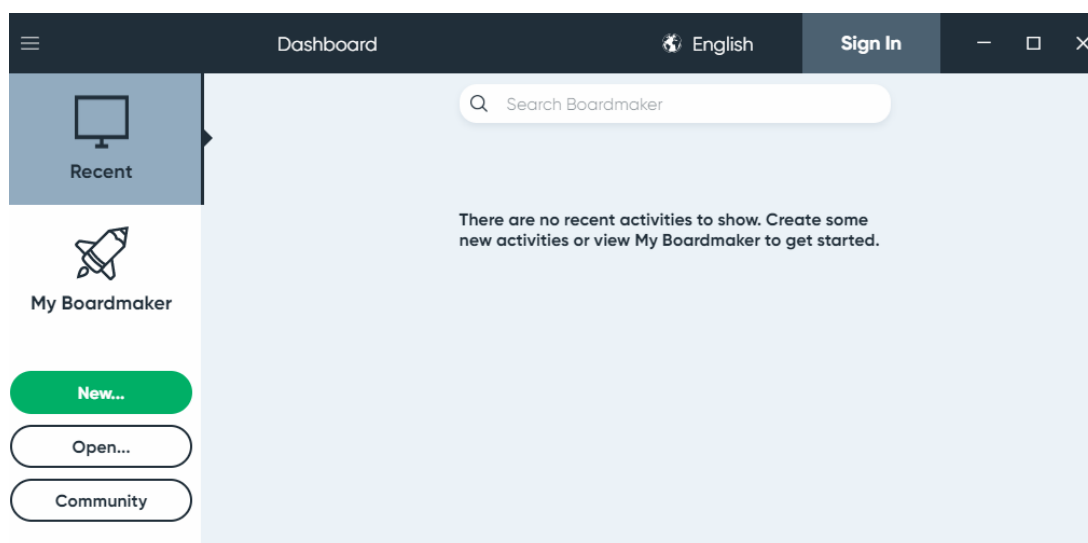 Dashboard
English
Sign In
Search Boardmaker
Recent
There are no recent activities to show. Create some
new activities or view My Boardmaker to get started.
My Boardmaker
New...
Open...
Community